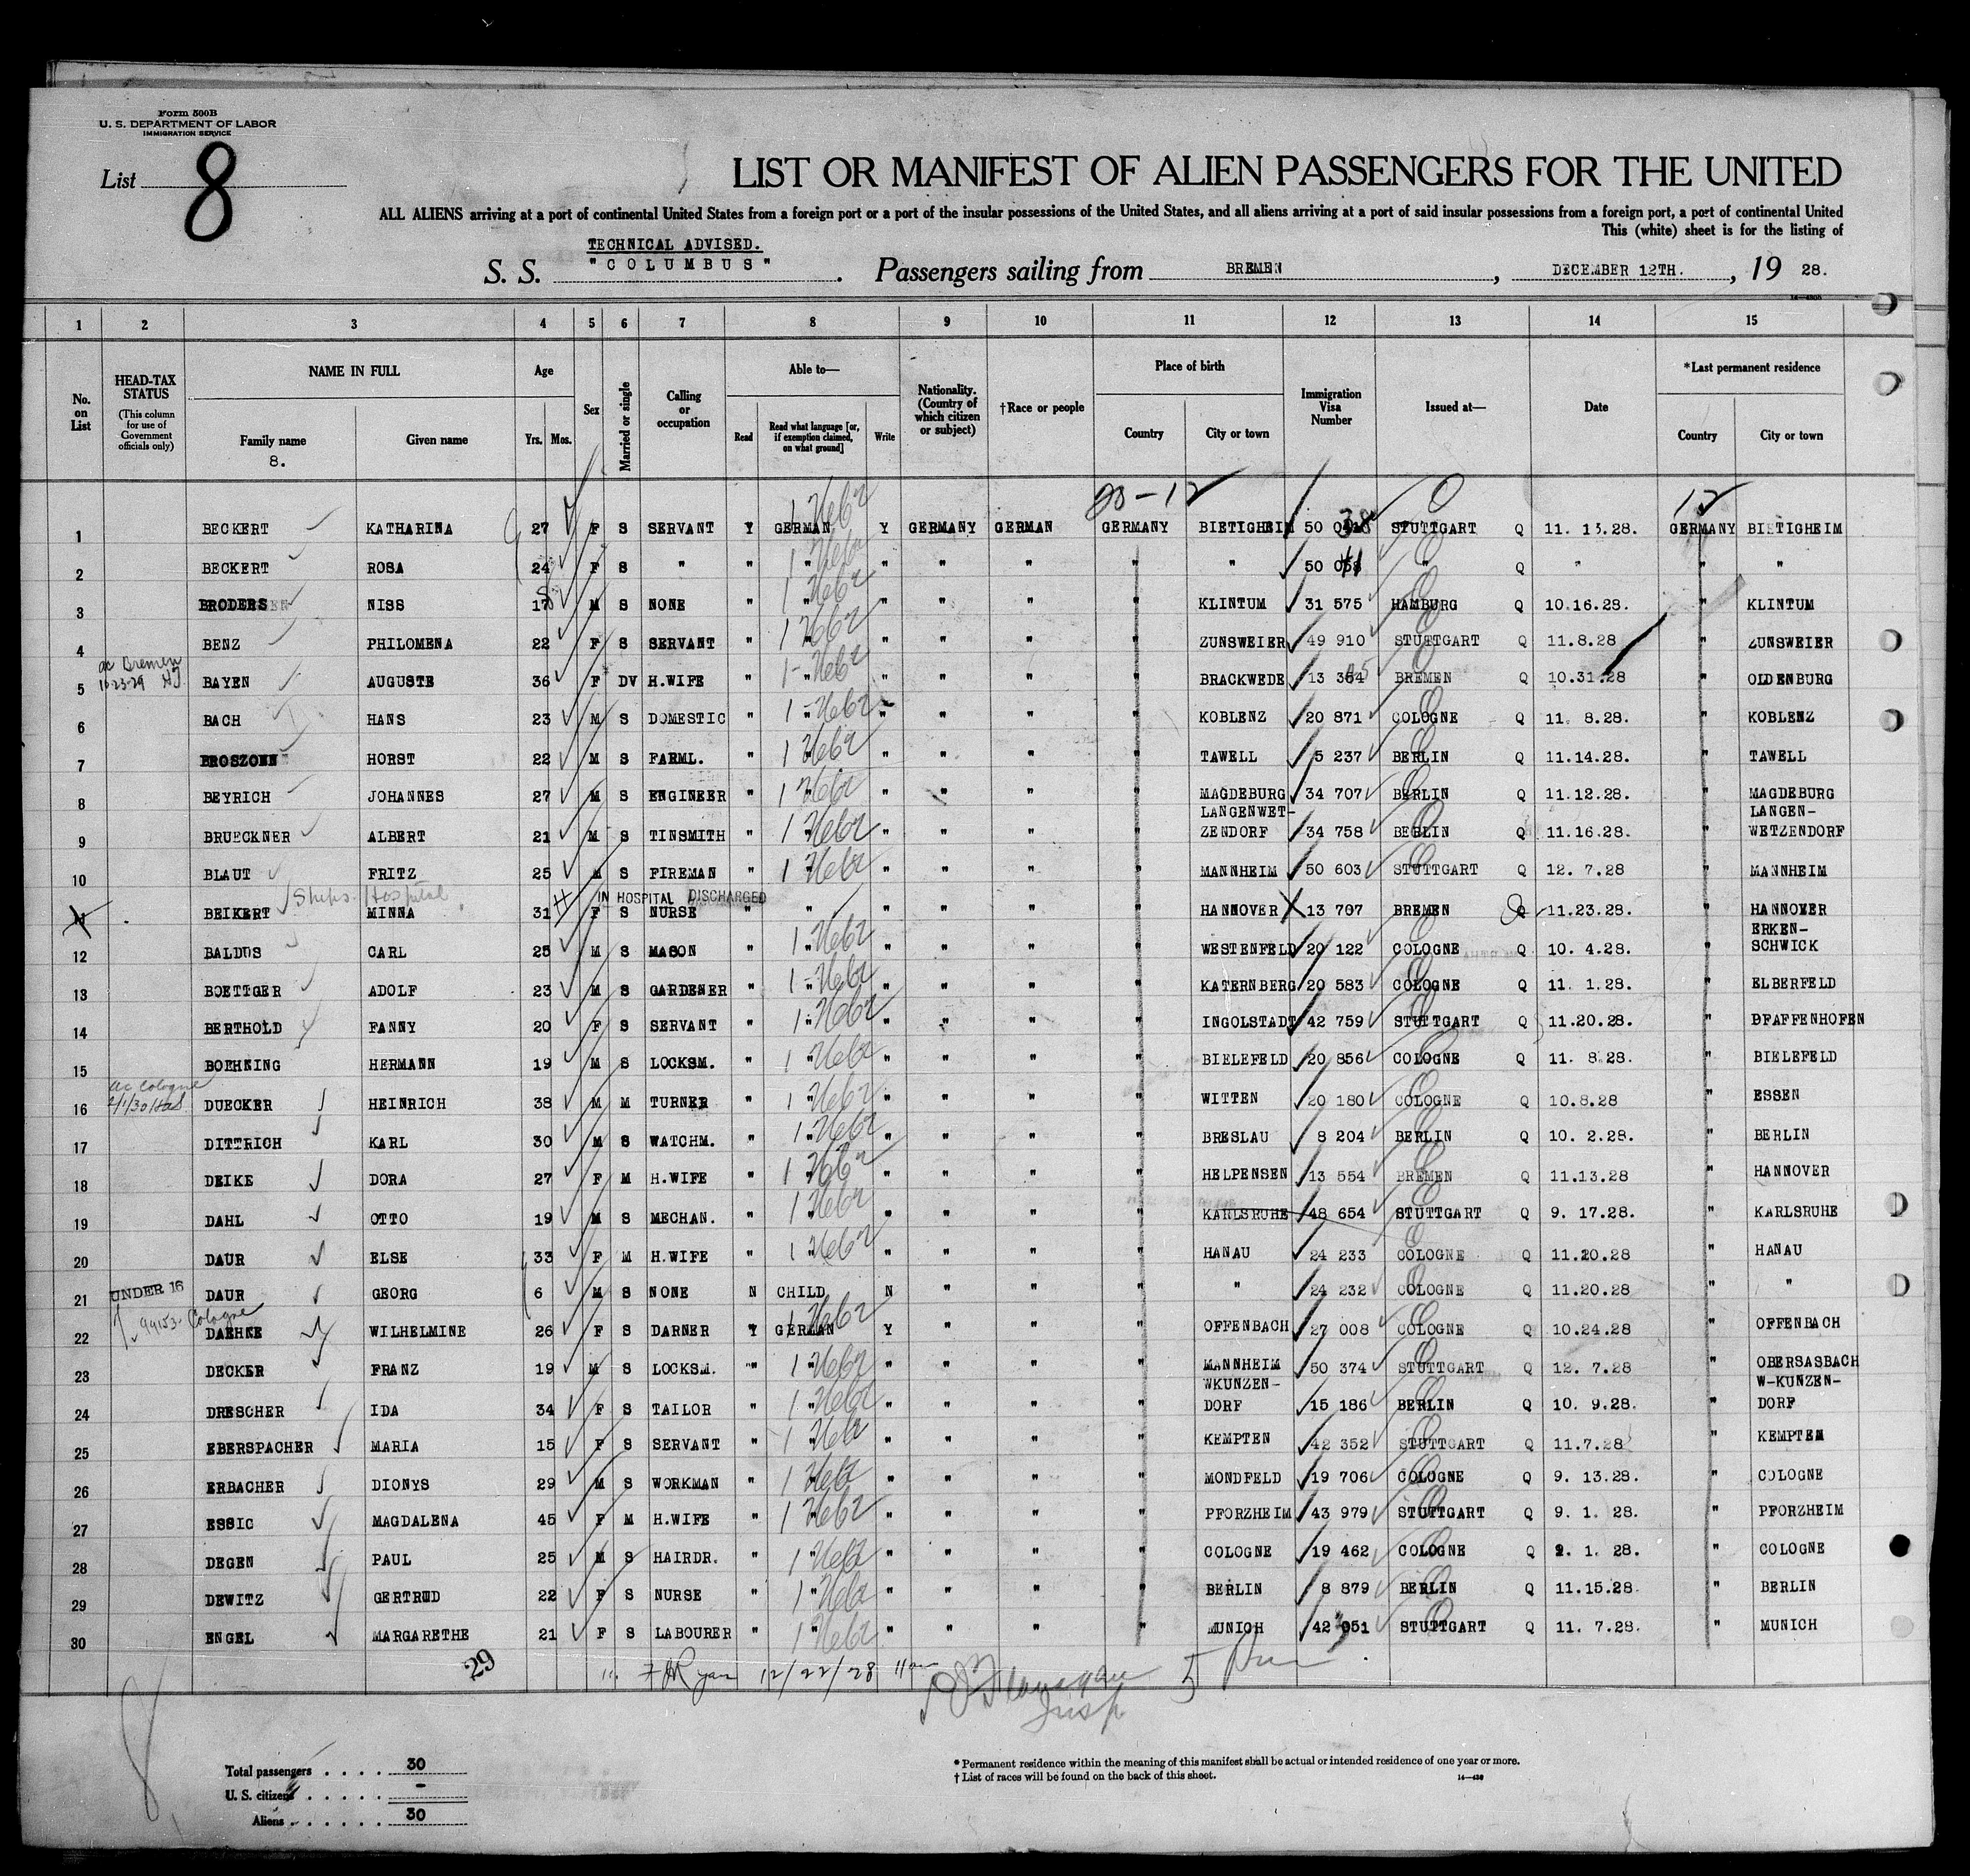 Form 500B
U. S. DEPARTMENT OF LABOR
IMMIGRATION SERVICE
List 8
LIST OR MANIFEST OF ALIEN PASSENGERS FOR THE UNITED
ALL ALIENS arriving at a port of continental United States from a foreign port or a port of the insular possessions of the United States, and all aliens arriving at a port of said insular possessions from a foreign port, a port of continental United
This (white) sheet is for the listing of
TECHNICAL ADVISED.
S. S. "COLUMBUS". Passengers sailing from BREMEN, DECEMBER 12TH., 19 28.
1 2 3 4 5 6 7 8 9 10 11 12 13 14 15
No. on List
HEAD-TAX STATUS
(This column for use of Government officials only)
NAME IN FULL
Family name
8.
Given name
Age
Yrs. Mos.
Sex
Married or single
Calling or occupation
Able to—
Read
Read what language [or, if exemption claimed, on what ground]
Write
Nationality. (Country of which citizen or subject)
†Race or people
Place of birth
Country City or town
Immigration Visa Number
Issued at—
Date
*Last permanent residence
Country City or town
1 BECKERT KATHARINA 27 F S SERVANT Y GERMAN Y GERMANY GERMAN GERMANY BIETIGHEIM 50 STUTTGART Q 11. 13.28. GERMANY BIETIGHEIM
2 BECKERT ROSA 24 F S " " " " " " " " 50 " Q " " "
3 BRODERSEN NISS 17 M S NONE " " " " " " KLINTUM 31 575 HAMBURG Q 10.16.28. " KLINTUM
4 BENZ PHILOMENA 22 F S SERVANT " " " " " " ZUNSWEIER 49 910 STUTTGART Q 11.8.28 " ZUNSWEIER
ac Bremen
10-23-29
5 BAYEN AUGUSTE 36 F DV H.WIFE " " " " " " BRACKWEDE 13 STUTTGART BREMEN Q 10.31.28 " OLDENBURG
6 BACH HANS 23 M S DOMESTIC " " " " " " KOBLENZ 20 871 COLOGNE Q 11. 8.28. " KOBLENZ
7 BROSZONN HORST 22 M S FARML. " " " " " " TAWELL 5 237 BERLIN Q 11.14.28. " TAWELL
8 BEYRICH JOHANNES 27 M S ENGINEER " " " " " " MAGDEBURG 34 707 BERLIN Q 11.12.28. " MAGDEBURG
LANGENWET- LANGEN-
9 BRUECKNER ALBERT 21 M S TINSMITH " " " " " " ZENDORF 34 758 BERLIN Q 11.16.28. " WETZENDORF
10 BLAUT FRITZ 25 M S FIREMAN " " " " " " MANNHEIM 50 603 STUTTGART Q 12. 7.28 " MANNHEIM
Ships Hospital IN HOSPITAL DISCHARGED
11 BEIKERT MINNA 31 F S NURSE " " " " " " HANNOVER 13 707 BREMEN Q 11.23.28. " HANNOVER
ERKEN-
12 BALDUS CARL 25 M S MASON " " " " " " WESTENFELD 20 122 COLOGNE Q 10. 4.28. " SCHWICK
13 BOETTGER ADOLF 23 M S GARDENER " " " " " " KATERNBERG 20 583 COLOGNE Q 11. 1.28. " ELBERFELD
14 BERTHOLD FANNY 20 F S SERVANT " " " " " " INGOLSTADT 42 759 STUTTGART Q 11.20.28. " PFAFFENHOFEN
15 BOEHNING HERMANN 19 M S LOCKSM. " " " " " " BIELEFELD 20 856 COLOGNE Q 11. 8.28. " BIELEFELD
ac Cologne
16 DUECKER HEINRICH 38 M M TURNER " " " " " " WITTEN 20 180 COLOGNE Q 10.8.28 " ESSEN
17 DITTRICH KARL 30 M S WATCHM. " " " " " " BRESLAU 8 204 BERLIN Q 10. 2.28. " BERLIN
18 DEIKE DORA 27 F M H.WIFE " " " " " " HELPENSEN 13 554 BREMEN Q 11.13.28 " HANNOVER
19 DAHL OTTO 19 M S MECHAN. " " " " " " KARLSRUHE 48 654 STUTTGART Q 9. 17.28. " KARLSRUHE
20 DAUR ELSE 33 F M H.WIFE " " " " " " HANAU 24 233 COLOGNE Q 11.20.28 " HANAU
21 UNDER 16 DAUR GEORG 6 M S NONE N CHILD N " " " " 24 232 COLOGNE Q 11.20.28 " "
Cologne
22 DAEHNE WILHELMINE 26 F S DARNER Y GERMAN Y " " " OFFENBACH 27 008 COLOGNE Q 10.24.28 " OFFENBACH
23 DECKER FRANZ 19 M S LOCKSM. " " " " " " MANNHEIM 50 374 STUTTGART Q 12. 7.28 " OBERSASBACH
WKUNZEN- W-KUNZEN-
24 DRESCHER IDA 34 F S TAILOR " " " " " " DORF 15 186 BERLIN Q 10. 9.28. " DORF
25 EBERSPACHER MARIA 15 F S SERVANT " " " " " " KEMPTEN 42 352 STUTTGART Q 11.7.28 " KEMPTEN
26 ERBACHER DIONYS 29 M S WORKMAN " " " " " " MONDFELD 19 706 COLOGNE Q 9. 13.28. " COLOGNE
27 ESSIG MAGDALENA 45 F M H.WIFE " " " " " " PFORZHEIM 43 979 STUTTGART Q 9. 1. 28. " PFORZHEIM
28 DEGEN PAUL 25 M S HAIRDR. " " " " " " COLOGNE 19 462 COLOGNE Q 9. 1. 28. " COLOGNE
29 DEWITZ GERTRUD 22 F S NURSE " " " " " " BERLIN 8 879 BERLIN Q 11.15.28. " BERLIN
30 ENGEL MARGARETHE 21 F S LABOURER " " " " " " MUNICH 42 STUTTGART Q 11. 7.28. " MUNICH
29 12/22/28
Insp
Total passengers . . . . 30
U. S. citizens . . . . . -
Aliens . . . . . . 30
* Permanent residence within the meaning of this manifest shall be actual or intended residence of one year or more.
† List of races will be found on the back of this sheet.